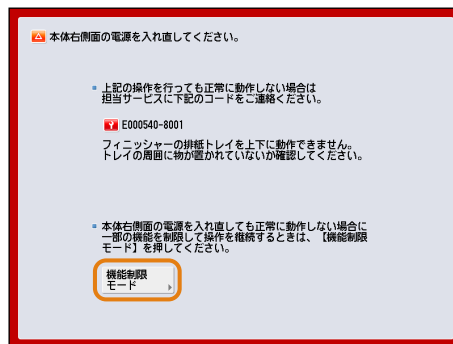 本体右側面の電源を入れ直してください。
上記の操作を行っても正常に動作しない場合は
担当サービスに下記のコードをご連絡ください。
E000540-8001
フィニッシャーの排紙トレイを上下に動作できません。
トレイの周囲に物が置かれていないか確認してください。
本体右側面の電源を入れ直しても正常に動作しない場合に
一部の機能を制限して操作を継続するときは、【機能制限
モード】を押してください。
機能制限
モード